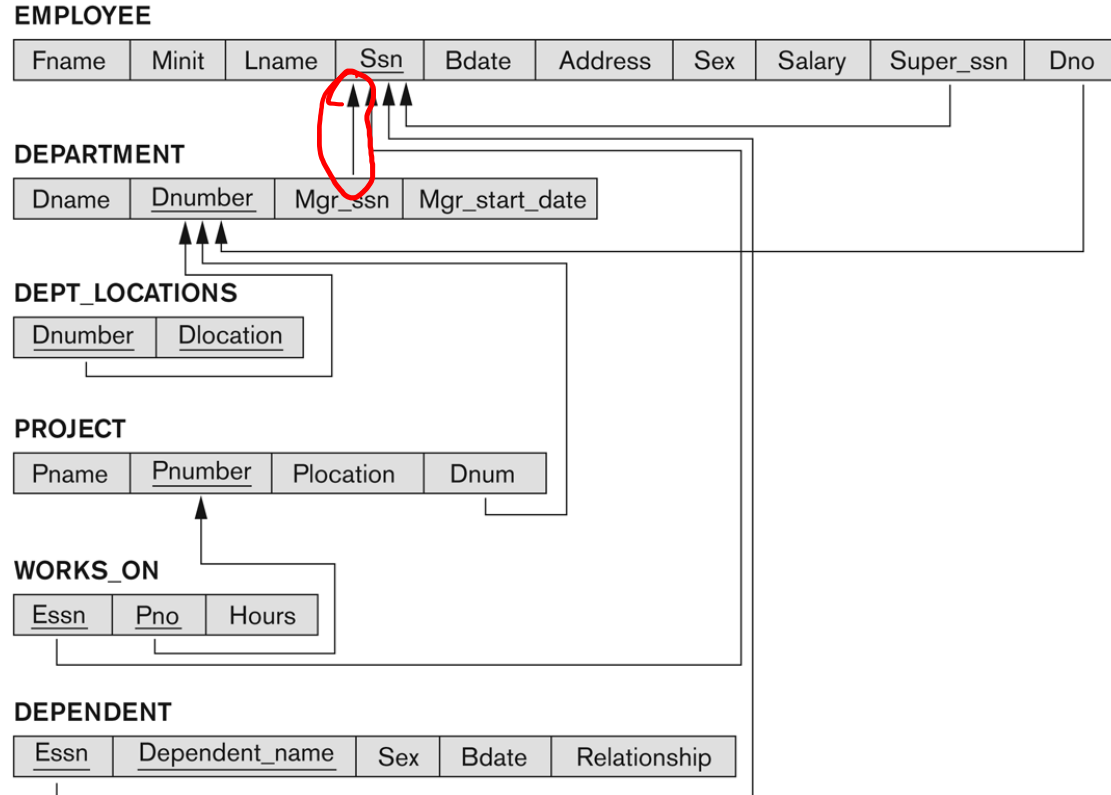 EMPLOYEE
Fname Minit Lname Ssn Bdate Address Sex Salary Super_ssn Dno
DEPARTMENT
Dname Dnumber Mgr_ssn Mgr_start_date
DEPT_LOCATIONS
Dnumber Dlocation
PROJECT
Pname Pnumber Plocation Dnum
WORKS_ON
Essn Pno Hours
DEPENDENT
Essn Dependent_name Sex Bdate Relationship